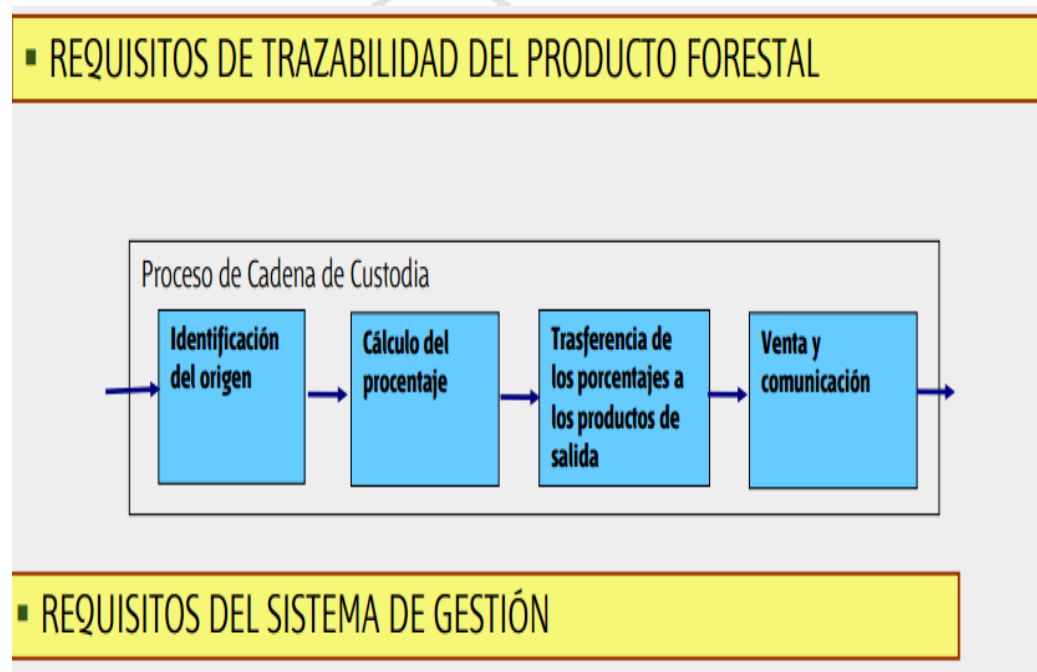 ▪ REQUISITOS DE TRAZABILIDAD DEL PRODUCTO FORESTAL
Proceso de Cadena de Custodia
Identificación
del origen
Cálculo del
procentaje
Trasferencia de
los porcentajes a
los productos de
salida
Venta y
comunicación
▪ REQUISITOS DEL SISTEMA DE GESTIÓN